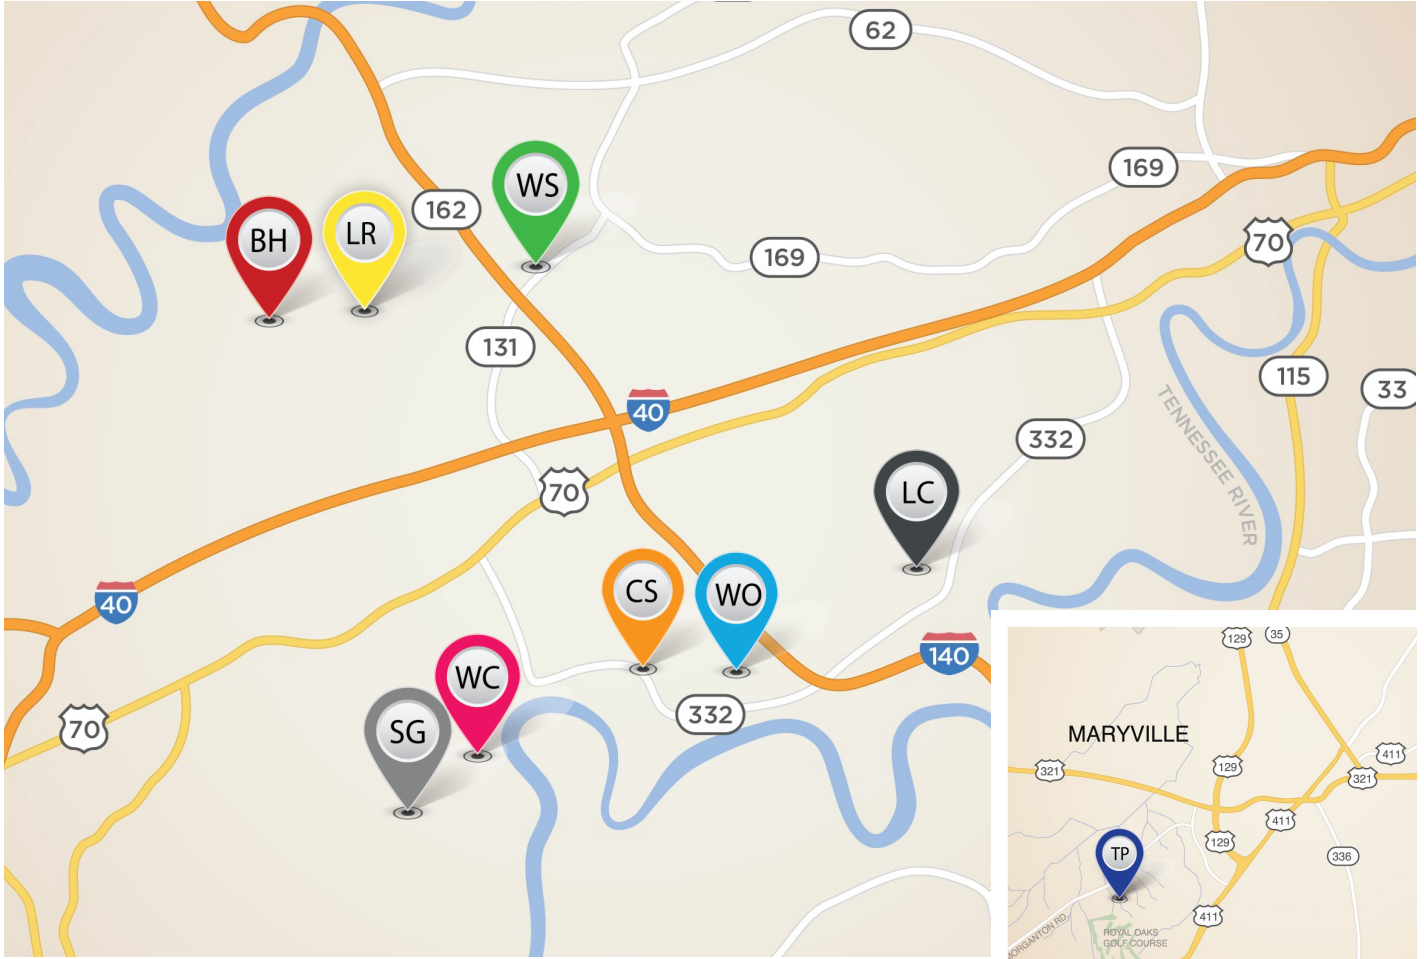 62
169
WS
162
BH
LR
70
169
131
115
33
40
TENNESSEE RIVER
332
LC
70
CS
WO
40
140
WC
332
SG
70
129
35
MARYVILLE
411
321
129
321
411
129
336
TP
411
MORGANTON RD.
ROYAL OAKS
GOLF COURSE